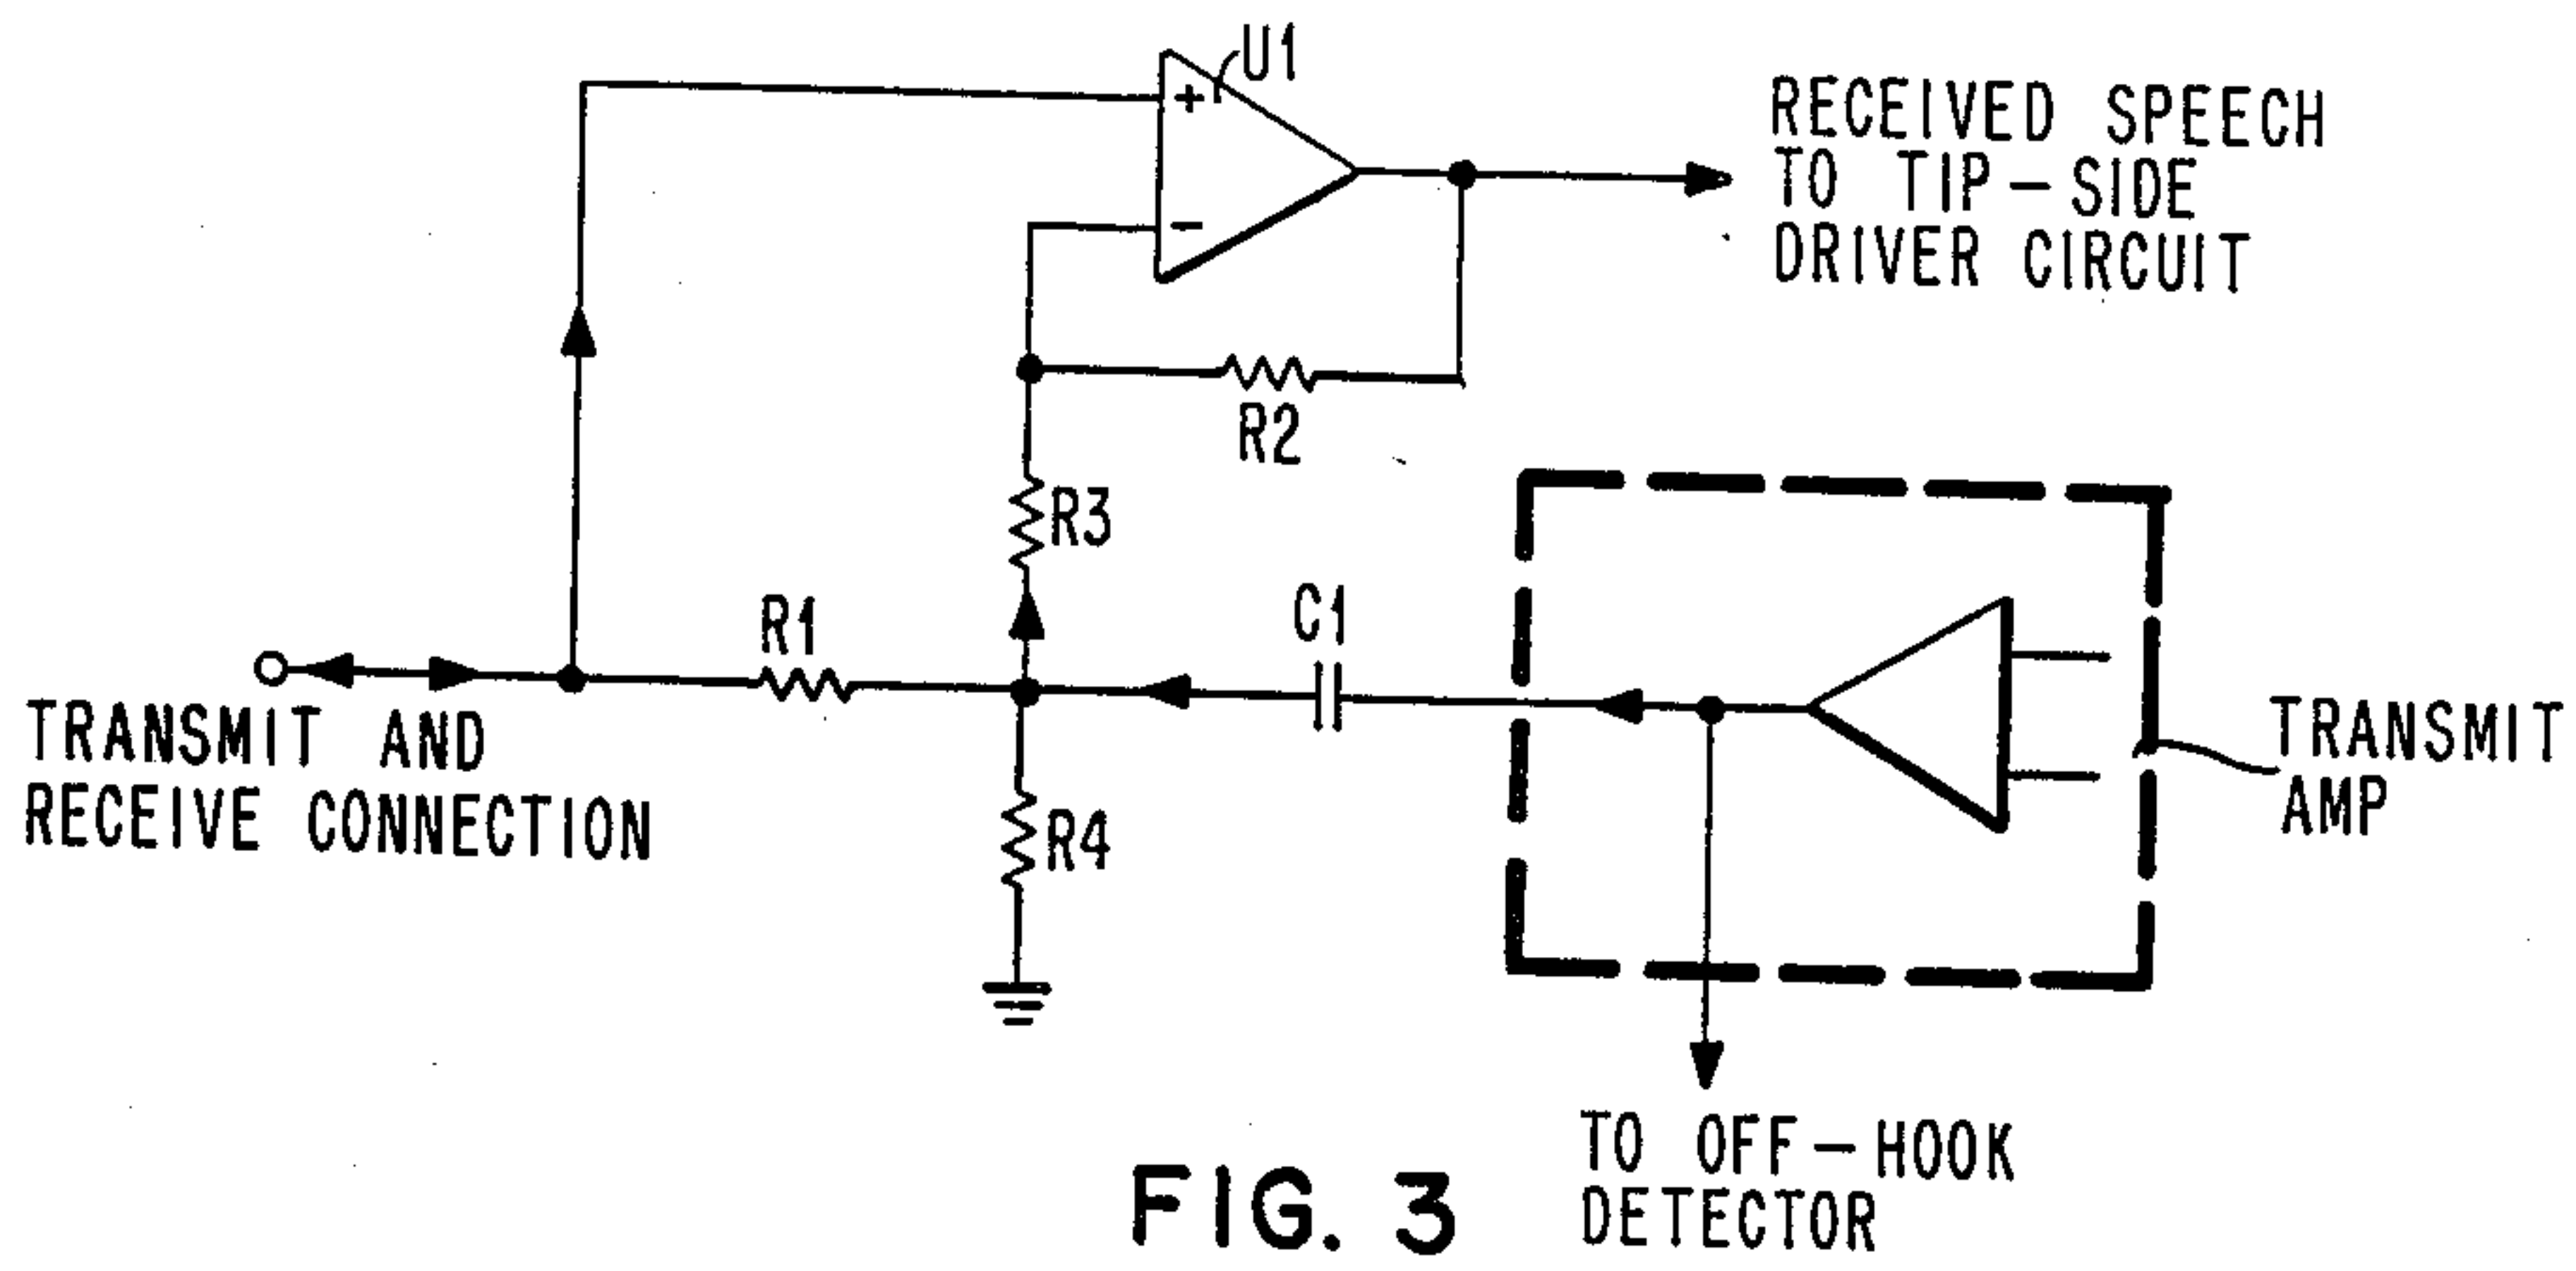 U1
+
−
RECEIVED SPEECH
TO TIP-SIDE
DRIVER CIRCUIT
R2
R3
R1
C1
TRANSMIT AND
RECEIVE CONNECTION
TRANSMIT
AMP
R4
TO OFF-HOOK
DETECTOR
FIG. 3